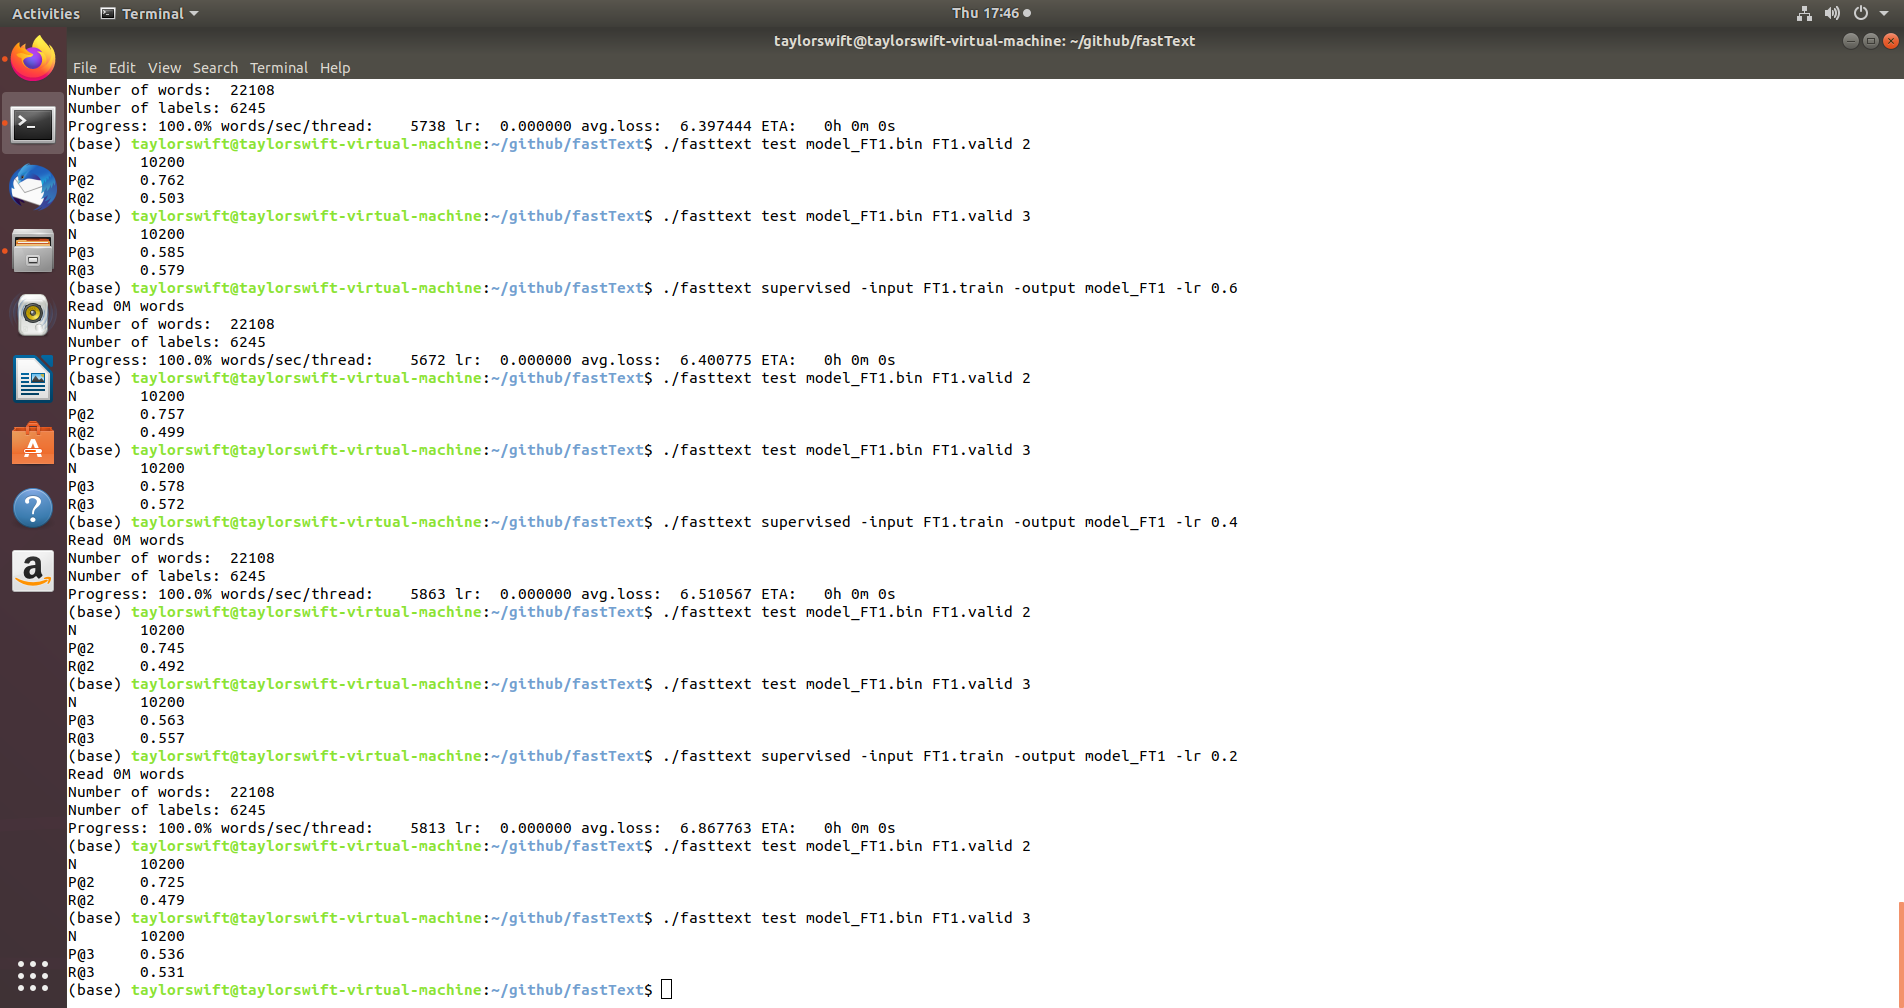 Activities Terminal Thu 17:46
taylorswift@taylorswift-virtual-machine: ~/github/fastText
File Edit View Search Terminal Help
Number of words:  22108
Number of labels: 6245
Progress: 100.0% words/sec/thread:    5738 lr:  0.000000 avg.loss:  6.397444 ETA:   0h 0m 0s
(base) taylorswift@taylorswift-virtual-machine:~/github/fastText$ ./fasttext test model_FT1.bin FT1.valid 2
N       10200
P@2     0.762
R@2     0.503
(base) taylorswift@taylorswift-virtual-machine:~/github/fastText$ ./fasttext test model_FT1.bin FT1.valid 3
N       10200
P@3     0.585
R@3     0.579
(base) taylorswift@taylorswift-virtual-machine:~/github/fastText$ ./fasttext supervised -input FT1.train -output model_FT1 -lr 0.6
Read 0M words
Number of words:  22108
Number of labels: 6245
Progress: 100.0% words/sec/thread:    5672 lr:  0.000000 avg.loss:  6.400775 ETA:   0h 0m 0s
(base) taylorswift@taylorswift-virtual-machine:~/github/fastText$ ./fasttext test model_FT1.bin FT1.valid 2
N       10200
P@2     0.757
R@2     0.499
(base) taylorswift@taylorswift-virtual-machine:~/github/fastText$ ./fasttext test model_FT1.bin FT1.valid 3
N       10200
P@3     0.578
R@3     0.572
(base) taylorswift@taylorswift-virtual-machine:~/github/fastText$ ./fasttext supervised -input FT1.train -output model_FT1 -lr 0.4
Read 0M words
Number of words:  22108
Number of labels: 6245
Progress: 100.0% words/sec/thread:    5863 lr:  0.000000 avg.loss:  6.510567 ETA:   0h 0m 0s
(base) taylorswift@taylorswift-virtual-machine:~/github/fastText$ ./fasttext test model_FT1.bin FT1.valid 2
N       10200
P@2     0.745
R@2     0.492
(base) taylorswift@taylorswift-virtual-machine:~/github/fastText$ ./fasttext test model_FT1.bin FT1.valid 3
N       10200
P@3     0.563
R@3     0.557
(base) taylorswift@taylorswift-virtual-machine:~/github/fastText$ ./fasttext supervised -input FT1.train -output model_FT1 -lr 0.2
Read 0M words
Number of words:  22108
Number of labels: 6245
Progress: 100.0% words/sec/thread:    5813 lr:  0.000000 avg.loss:  6.867763 ETA:   0h 0m 0s
(base) taylorswift@taylorswift-virtual-machine:~/github/fastText$ ./fasttext test model_FT1.bin FT1.valid 2
N       10200
P@2     0.725
R@2     0.479
(base) taylorswift@taylorswift-virtual-machine:~/github/fastText$ ./fasttext test model_FT1.bin FT1.valid 3
N       10200
P@3     0.536
R@3     0.531
(base) taylorswift@taylorswift-virtual-machine:~/github/fastText$